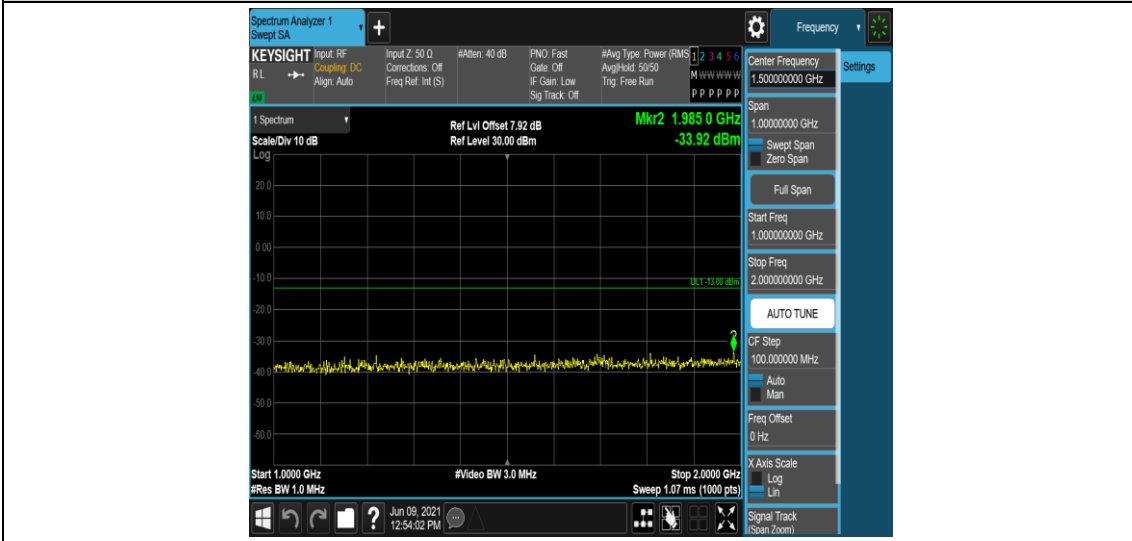 Spectrum Analyzer 1
Swept SA
+
Frequency
KEYSIGHT
Input: RF
Input Z: 50 Ω
#Atten: 40 dB
PNO: Fast
#Avg Type: Power (RMS
1 2 3 4 5 6
RL
Coupling: DC
Corrections: Off
Gate: Off
Avg|Hold: 50/50
M W W W W W
Align: Auto
Freq Ref: Int (S)
IF Gain: Low
Trig: Free Run
Sig Track: Off
P P P P P P
Center Frequency
1.500000000 GHz
Settings
1 Spectrum
Ref Lvl Offset 7.92 dB
Mkr2 1.985 0 GHz
Scale/Div 10 dB
Ref Level 30.00 dBm
-33.92 dBm
Log
20.0
10.0
0.00
-10.0
-20.0
-30.0
-40.0
-50.0
-60.0
DL1 -13.00 dBm
2
Start 1.0000 GHz
#Video BW 3.0 MHz
Stop 2.0000 GHz
#Res BW 1.0 MHz
Sweep 1.07 ms (1000 pts)
Span
1.00000000 GHz
Swept Span
Zero Span
Full Span
Start Freq
1.000000000 GHz
Stop Freq
2.000000000 GHz
AUTO TUNE
CF Step
100.000000 MHz
Auto
Man
Freq Offset
0 Hz
X Axis Scale
Log
Lin
Signal Track
(Span Zoom)
?
Jun 09, 2021
12:54:02 PM